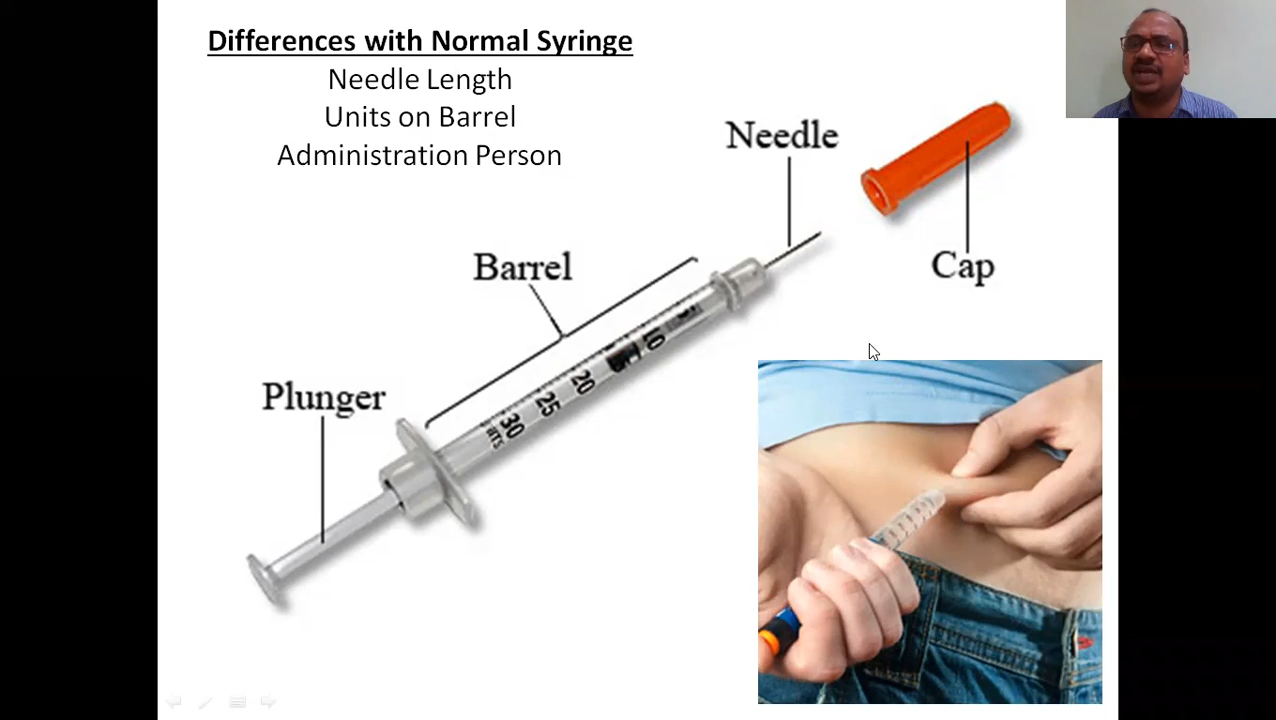 Differences with Normal Syringe
Needle Length
Units on Barrel
Administration Person
Needle
Cap
Barrel
Plunger
5
10
20
25
30